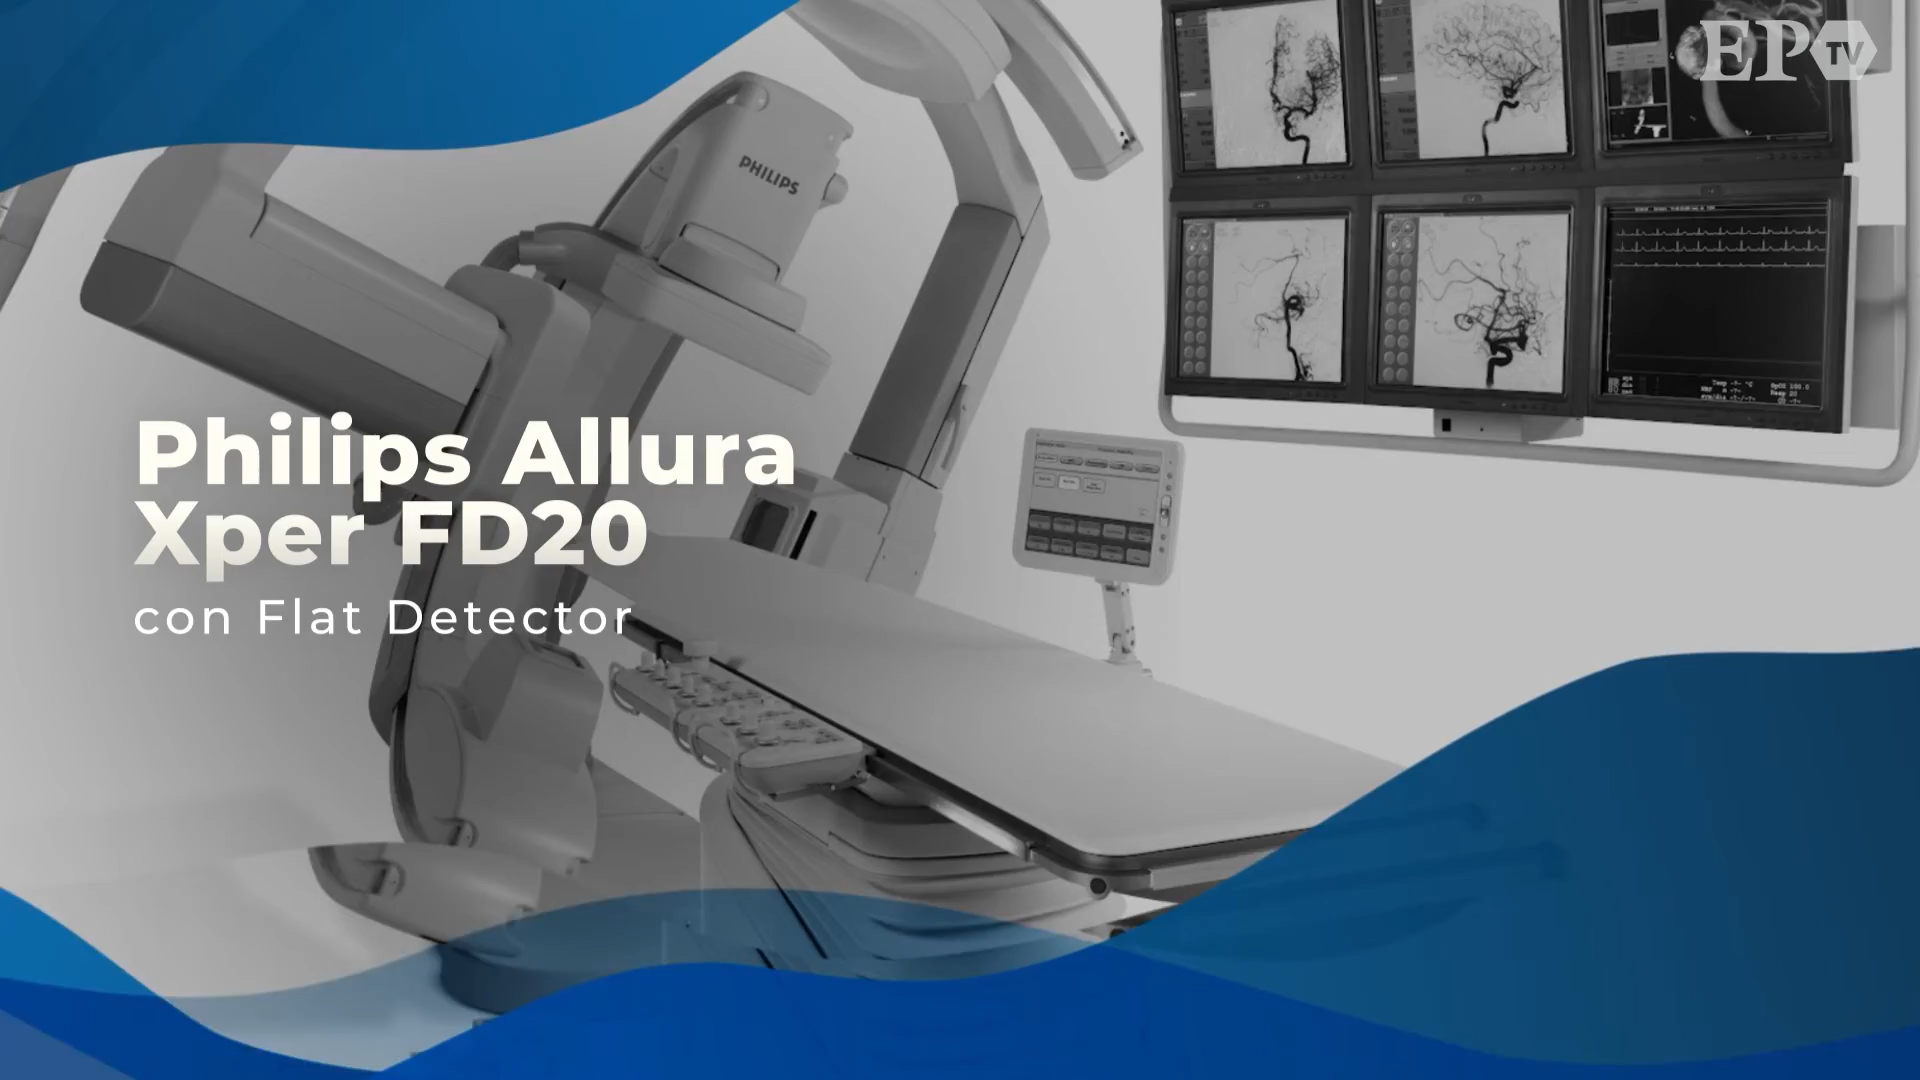 EP TV
PHILIPS
Philips Allura
Xper FD20
con Flat Detector